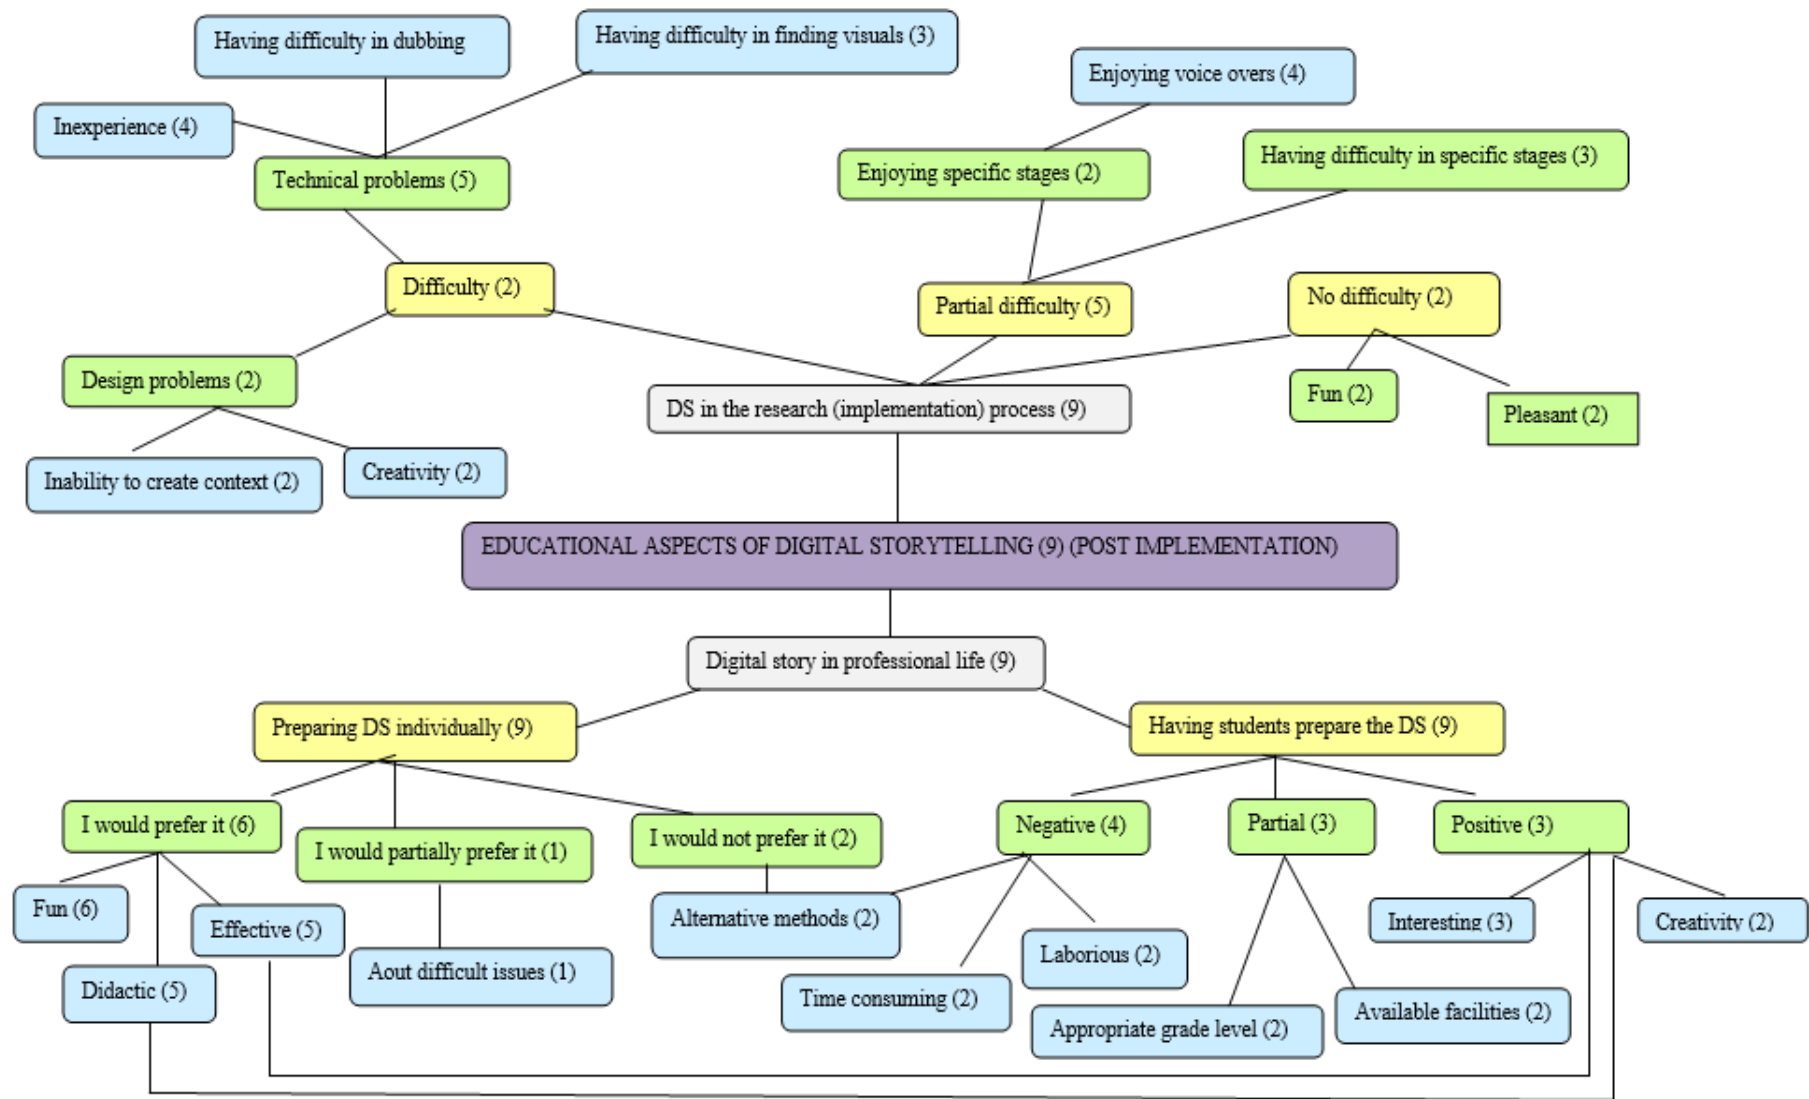 Having difficulty in dubbing
Having difficulty in finding visuals (3)
Enjoying voice overs (4)
Inexperience (4)
Technical problems (5)
Enjoying specific stages (2)
Having difficulty in specific stages (3)
Difficulty (2)
Partial difficulty (5)
No difficulty (2)
Design problems (2)
DS in the research (implementation) process (9)
Fun (2)
Pleasant (2)
Inability to create context (2)
Creativity (2)
EDUCATIONAL ASPECTS OF DIGITAL STORYTELLING (9) (POST IMPLEMENTATION)
Digital story in professional life (9)
Preparing DS individually (9)
Having students prepare the DS (9)
I would prefer it (6)
I would partially prefer it (1)
I would not prefer it (2)
Negative (4)
Partial (3)
Positive (3)
Fun (6)
Effective (5)
Alternative methods (2)
Interesting (3)
Creativity (2)
Didactic (5)
Aout difficult issues (1)
Laborious (2)
Time consuming (2)
Appropriate grade level (2)
Available facilities (2)